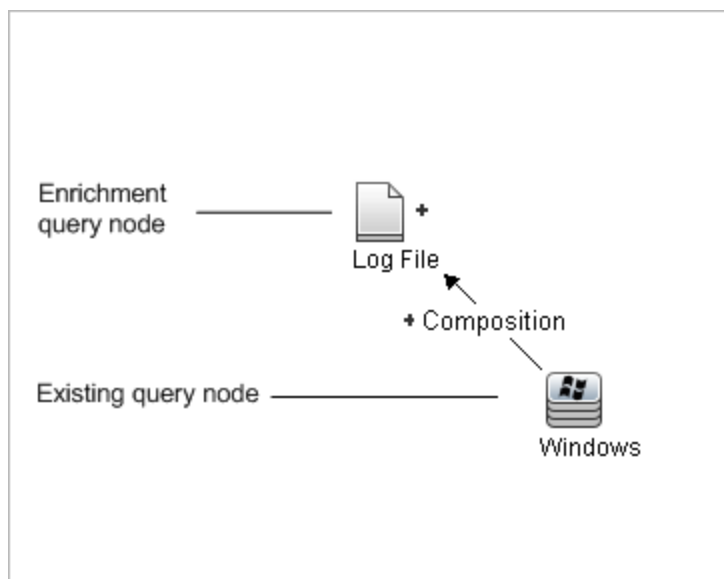 Enrichment
query node
+
Log File
+ Composition
Existing query node
Windows